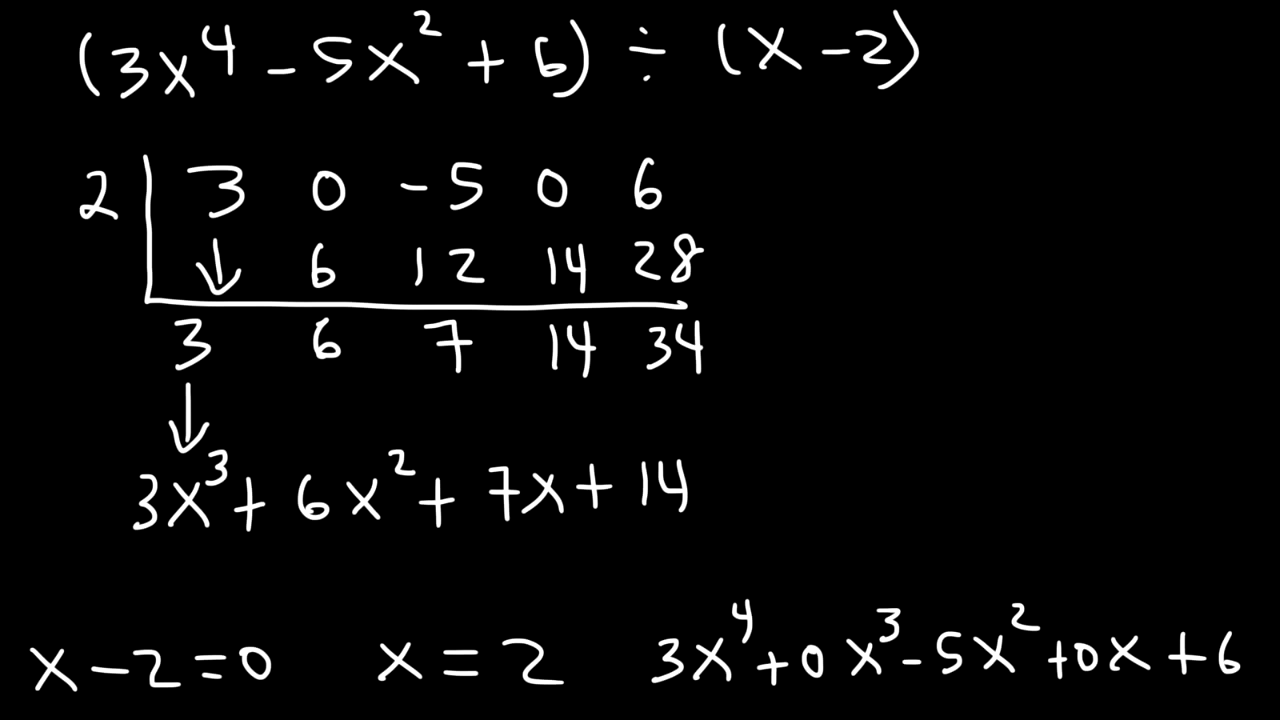 (3x⁴ - 5x² + 6) ÷ (x - 2)
2 | 3 0 -5 0 6
↓ 6 12 14 28
3 6 7 14 34
↓
3x³ + 6x² + 7x + 14
x - 2 = 0 x = 2 3x⁴ + 0x³ - 5x² + 0x + 6